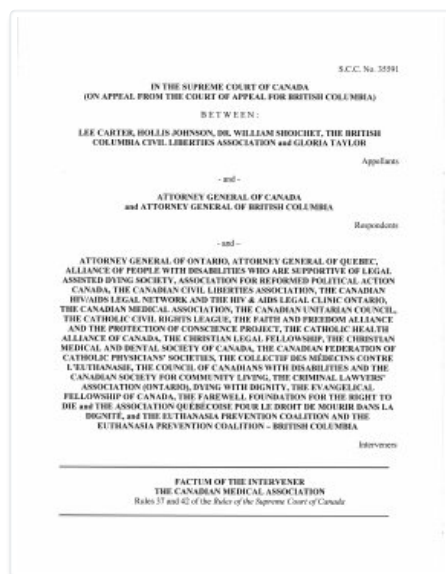 S.C.C. No. 35591
IN THE SUPREME COURT OF CANADA
(ON APPEAL FROM THE COURT OF APPEAL FOR BRITISH COLUMBIA)
B E T W E E N :
LEE CARTER, HOLLIS JOHNSON, DR. WILLIAM SHOICHET, THE BRITISH
COLUMBIA CIVIL LIBERTIES ASSOCIATION and GLORIA TAYLOR
Appellants
- and -
ATTORNEY GENERAL OF CANADA
and ATTORNEY GENERAL OF BRITISH COLUMBIA
Respondents
- and –
ATTORNEY GENERAL OF ONTARIO, ATTORNEY GENERAL OF QUEBEC,
ALLIANCE OF PEOPLE WITH DISABILITIES WHO ARE SUPPORTIVE OF LEGAL
ASSISTED DYING SOCIETY, ASSOCIATION FOR REFORMED POLITICAL ACTION
CANADA, THE CANADIAN CIVIL LIBERTIES ASSOCIATION, THE CANADIAN
HIV/AIDS LEGAL NETWORK AND THE HIV & AIDS LEGAL CLINIC ONTARIO,
THE CANADIAN MEDICAL ASSOCIATION, THE CANADIAN UNITARIAN COUNCIL,
THE CATHOLIC CIVIL RIGHTS LEAGUE, THE FAITH AND FREEDOM ALLIANCE
AND THE PROTECTION OF CONSCIENCE PROJECT, THE CATHOLIC HEALTH
ALLIANCE OF CANADA, THE CHRISTIAN LEGAL FELLOWSHIP, THE CHRISTIAN
MEDICAL AND DENTAL SOCIETY OF CANADA, THE CANADIAN FEDERATION OF
CATHOLIC PHYSICIANS' SOCIETIES, THE COLLECTIF DES MÉDECINS CONTRE
L'EUTHANASIE, THE COUNCIL OF CANADIANS WITH DISABILITIES AND THE
CANADIAN SOCIETY FOR COMMUNITY LIVING, THE CRIMINAL LAWYERS'
ASSOCIATION (ONTARIO), DYING WITH DIGNITY, THE EVANGELICAL
FELLOWSHIP OF CANADA, THE FAREWELL FOUNDATION FOR THE RIGHT TO
DIE and THE ASSOCIATION QUÉBÉCOISE POUR LE DROIT DE MOURIR DANS LA
DIGNITÉ, and THE EUTHANASIA PREVENTION COALITION AND THE
EUTHANASIA PREVENTION COALITION – BRITISH COLUMBIA
Interveners
FACTUM OF THE INTERVENER
THE CANADIAN MEDICAL ASSOCIATION
Rules 37 and 42 of the Rules of the Supreme Court of Canada